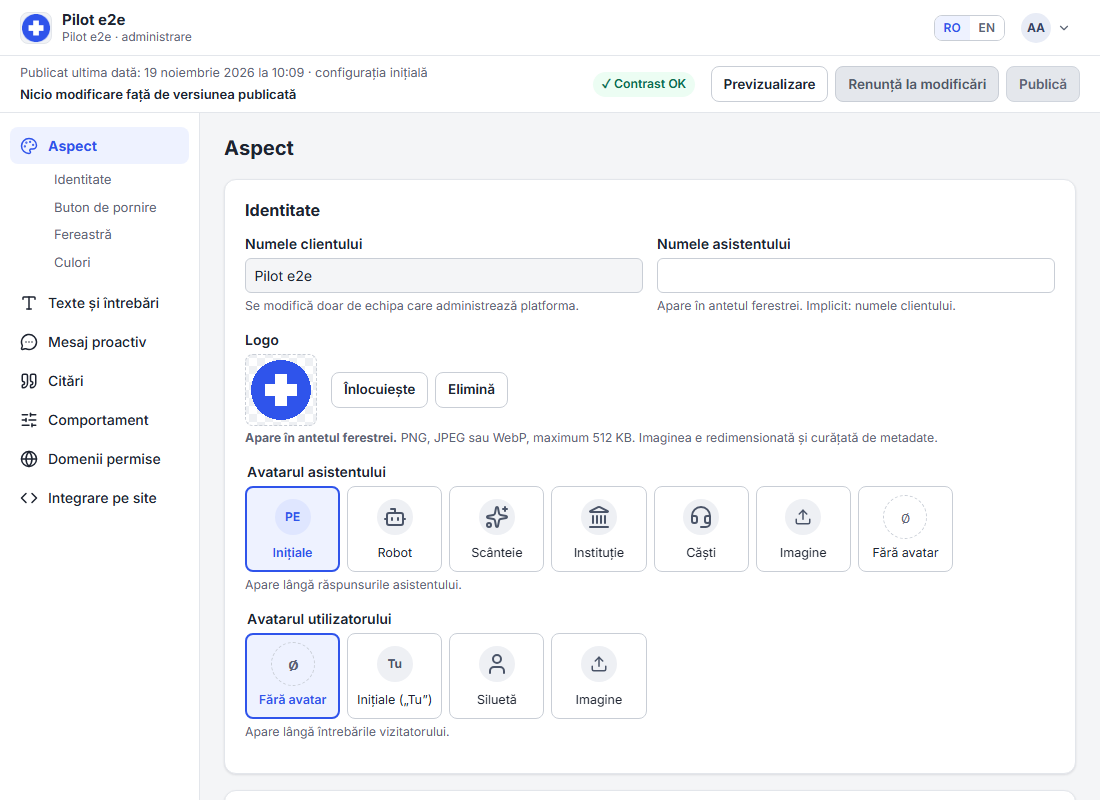 Pilot e2e
Pilot e2e · administrare
RO EN AA
Publicat ultima dată: 19 noiembrie 2026 la 10:09 · configurația inițială
Nicio modificare față de versiunea publicată
✓ Contrast OK
Previzualizare
Renunță la modificări
Publică
Aspect
Identitate
Buton de pornire
Fereastră
Culori
Texte și întrebări
Mesaj proactiv
Citări
Comportament
Domenii permise
Integrare pe site
Aspect
Identitate
Numele clientului
Pilot e2e
Se modifică doar de echipa care administrează platforma.
Numele asistentului
Apare în antetul ferestrei. Implicit: numele clientului.
Logo
Înlocuiește
Elimină
Apare în antetul ferestrei. PNG, JPEG sau WebP, maximum 512 KB. Imaginea e redimensionată și curățată de metadate.
Avatarul asistentului
PE
Inițiale
Robot
Scânteie
Instituție
Căști
Imagine
ø
Fără avatar
Apare lângă răspunsurile asistentului.
Avatarul utilizatorului
ø
Fără avatar
Tu
Inițiale („Tu”)
Siluetă
Imagine
Apare lângă întrebările vizitatorului.